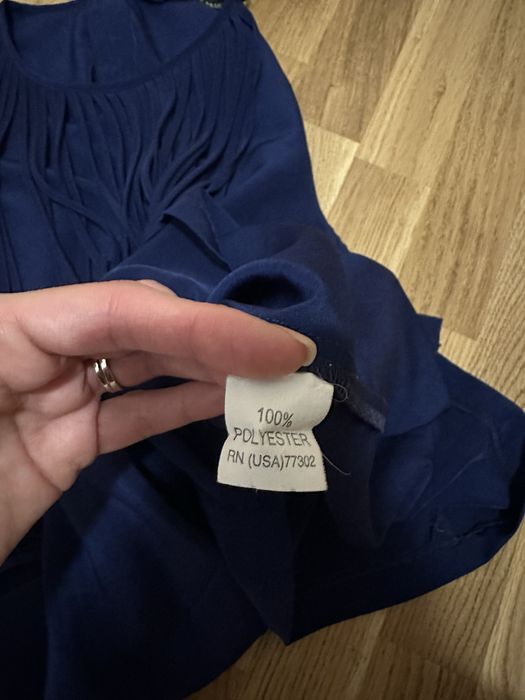 100%
POLYESTER
RN (USA)77302